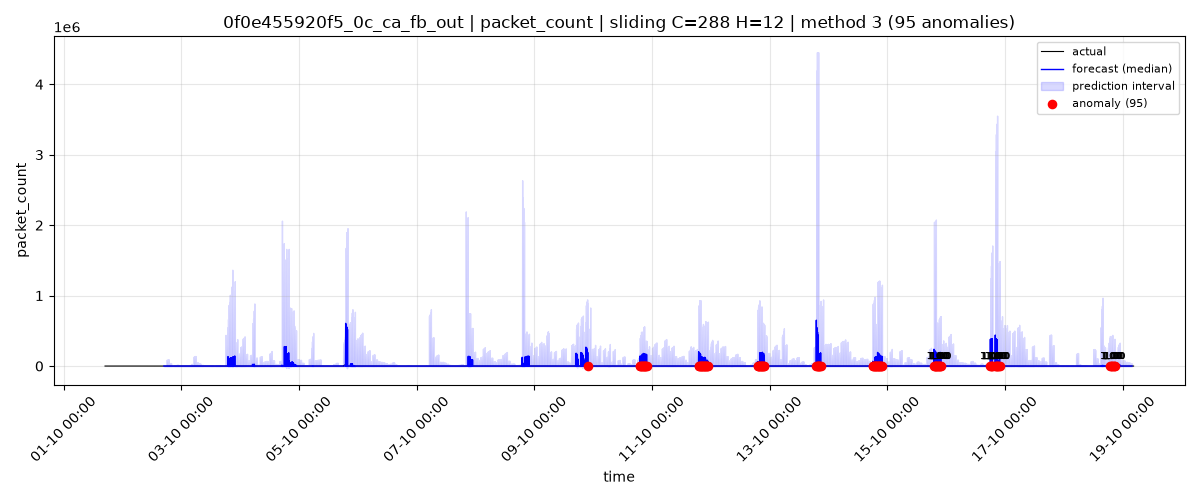 0f0e455920f5_0c_ca_fb_out | packet_count | sliding C=288 H=12 | method 3 (95 anomalies)
1e6
actual
forecast (median)
prediction interval
anomaly (95)
4
3
2
1
0
packet_count
01-10 00:00
03-10 00:00
05-10 00:00
07-10 00:00
09-10 00:00
11-10 00:00
13-10 00:00
15-10 00:00
17-10 00:00
19-10 00:00
time